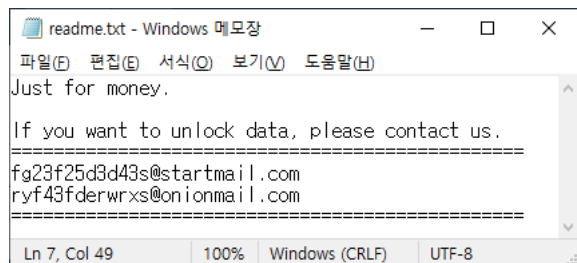 readme.txt - Windows 메모장
파일(F) 편집(E) 서식(O) 보기(V) 도움말(H)
Just for money.
If you want to unlock data, please contact us.
================================================
fg23f25d3d43s@startmail.com
ryf43fderwrxs@onionmail.com
================================================
Ln 7, Col 49 100% Windows (CRLF) UTF-8